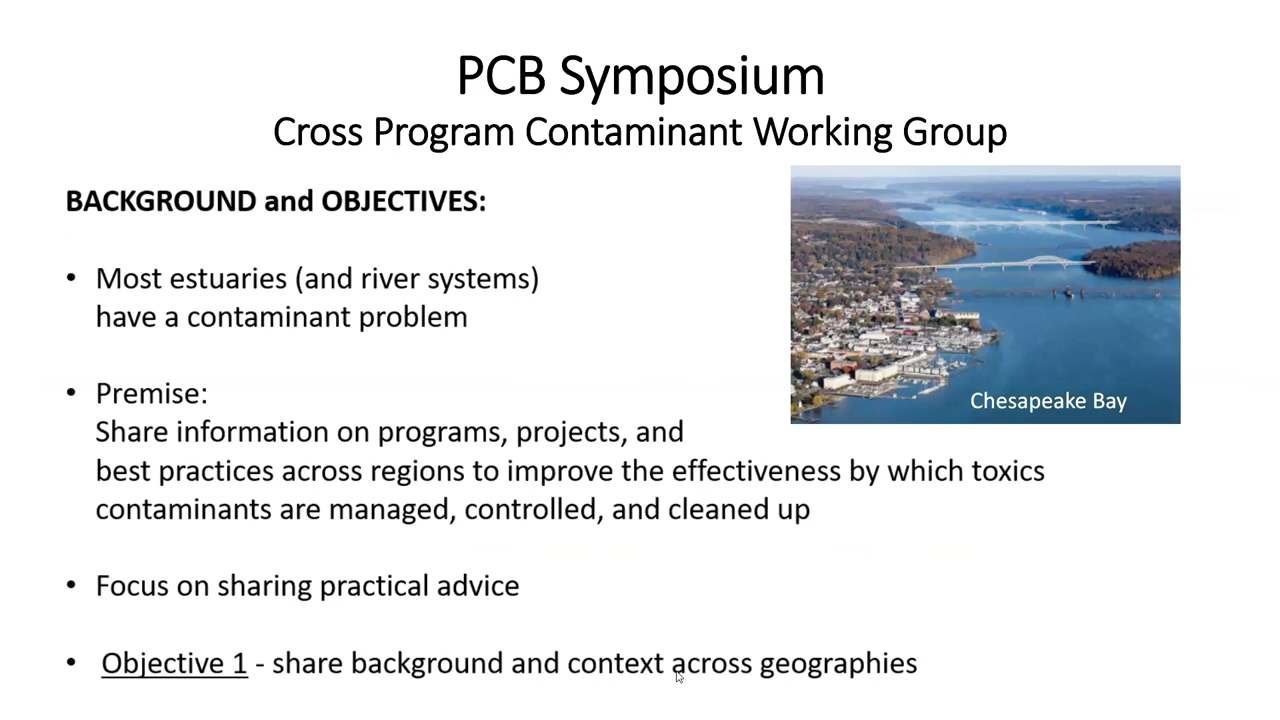 PCB Symposium
Cross Program Contaminant Working Group
BACKGROUND and OBJECTIVES:
• Most estuaries (and river systems)
have a contaminant problem
• Premise:
Share information on programs, projects, and
best practices across regions to improve the effectiveness by which toxics
contaminants are managed, controlled, and cleaned up
• Focus on sharing practical advice
• Objective 1 - share background and context across geographies
Chesapeake Bay